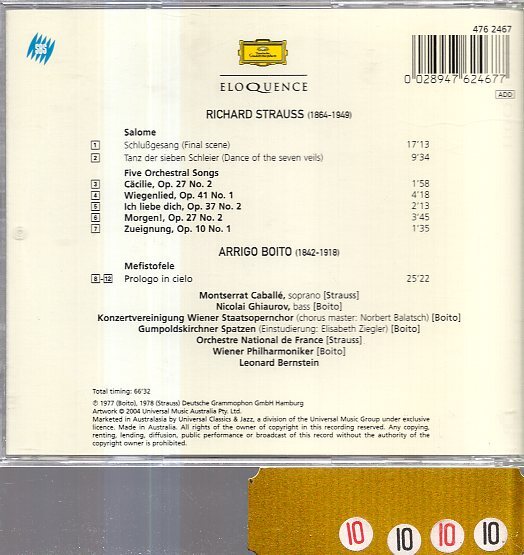 SBS
476 2467
Deutsche
Grammophon
ELOQUENCE
0 028947 624677
ADD
RICHARD STRAUSS (1864-1949)
Salome
1 Schlußgesang (Final scene) 17'13
2 Tanz der sieben Schleier (Dance of the seven veils) 9'34
Five Orchestral Songs
3 Cäcilie, Op. 27 No. 2 1'58
4 Wiegenlied, Op. 41 No. 1 4'18
5 Ich liebe dich, Op. 37 No. 2 2'13
6 Morgen!, Op. 27 No. 2 3'45
7 Zueignung, Op. 10 No. 1 1'35
ARRIGO BOITO (1842-1918)
Mefistofele
8-12 Prologo in cielo 25'22
Montserrat Caballé, soprano [Strauss]
Nicolai Ghiaurov, bass [Boito]
Konzertvereinigung Wiener Staatsopernchor (chorus master: Norbert Balatsch) [Boito]
Gumpoldskirchner Spatzen (Einstudierung: Elisabeth Ziegler) [Boito]
Orchestre National de France [Strauss]
Wiener Philharmoniker [Boito]
Leonard Bernstein
Total timing: 66'32
℗ 1977 (Boito), 1978 (Strauss) Deutsche Grammophon GmbH Hamburg
Artwork © 2004 Universal Music Australia Pty. Ltd.
Marketed in Australasia by Universal Classics & Jazz, a division of the Universal Music Group under exclusive
licence. Made in Australia. All rights of the owner of copyright in this recording reserved. Any copying,
renting, lending, diffusion, public performance or broadcast of this record without the authority of the
copyright owner is prohibited.
10 10 10 10